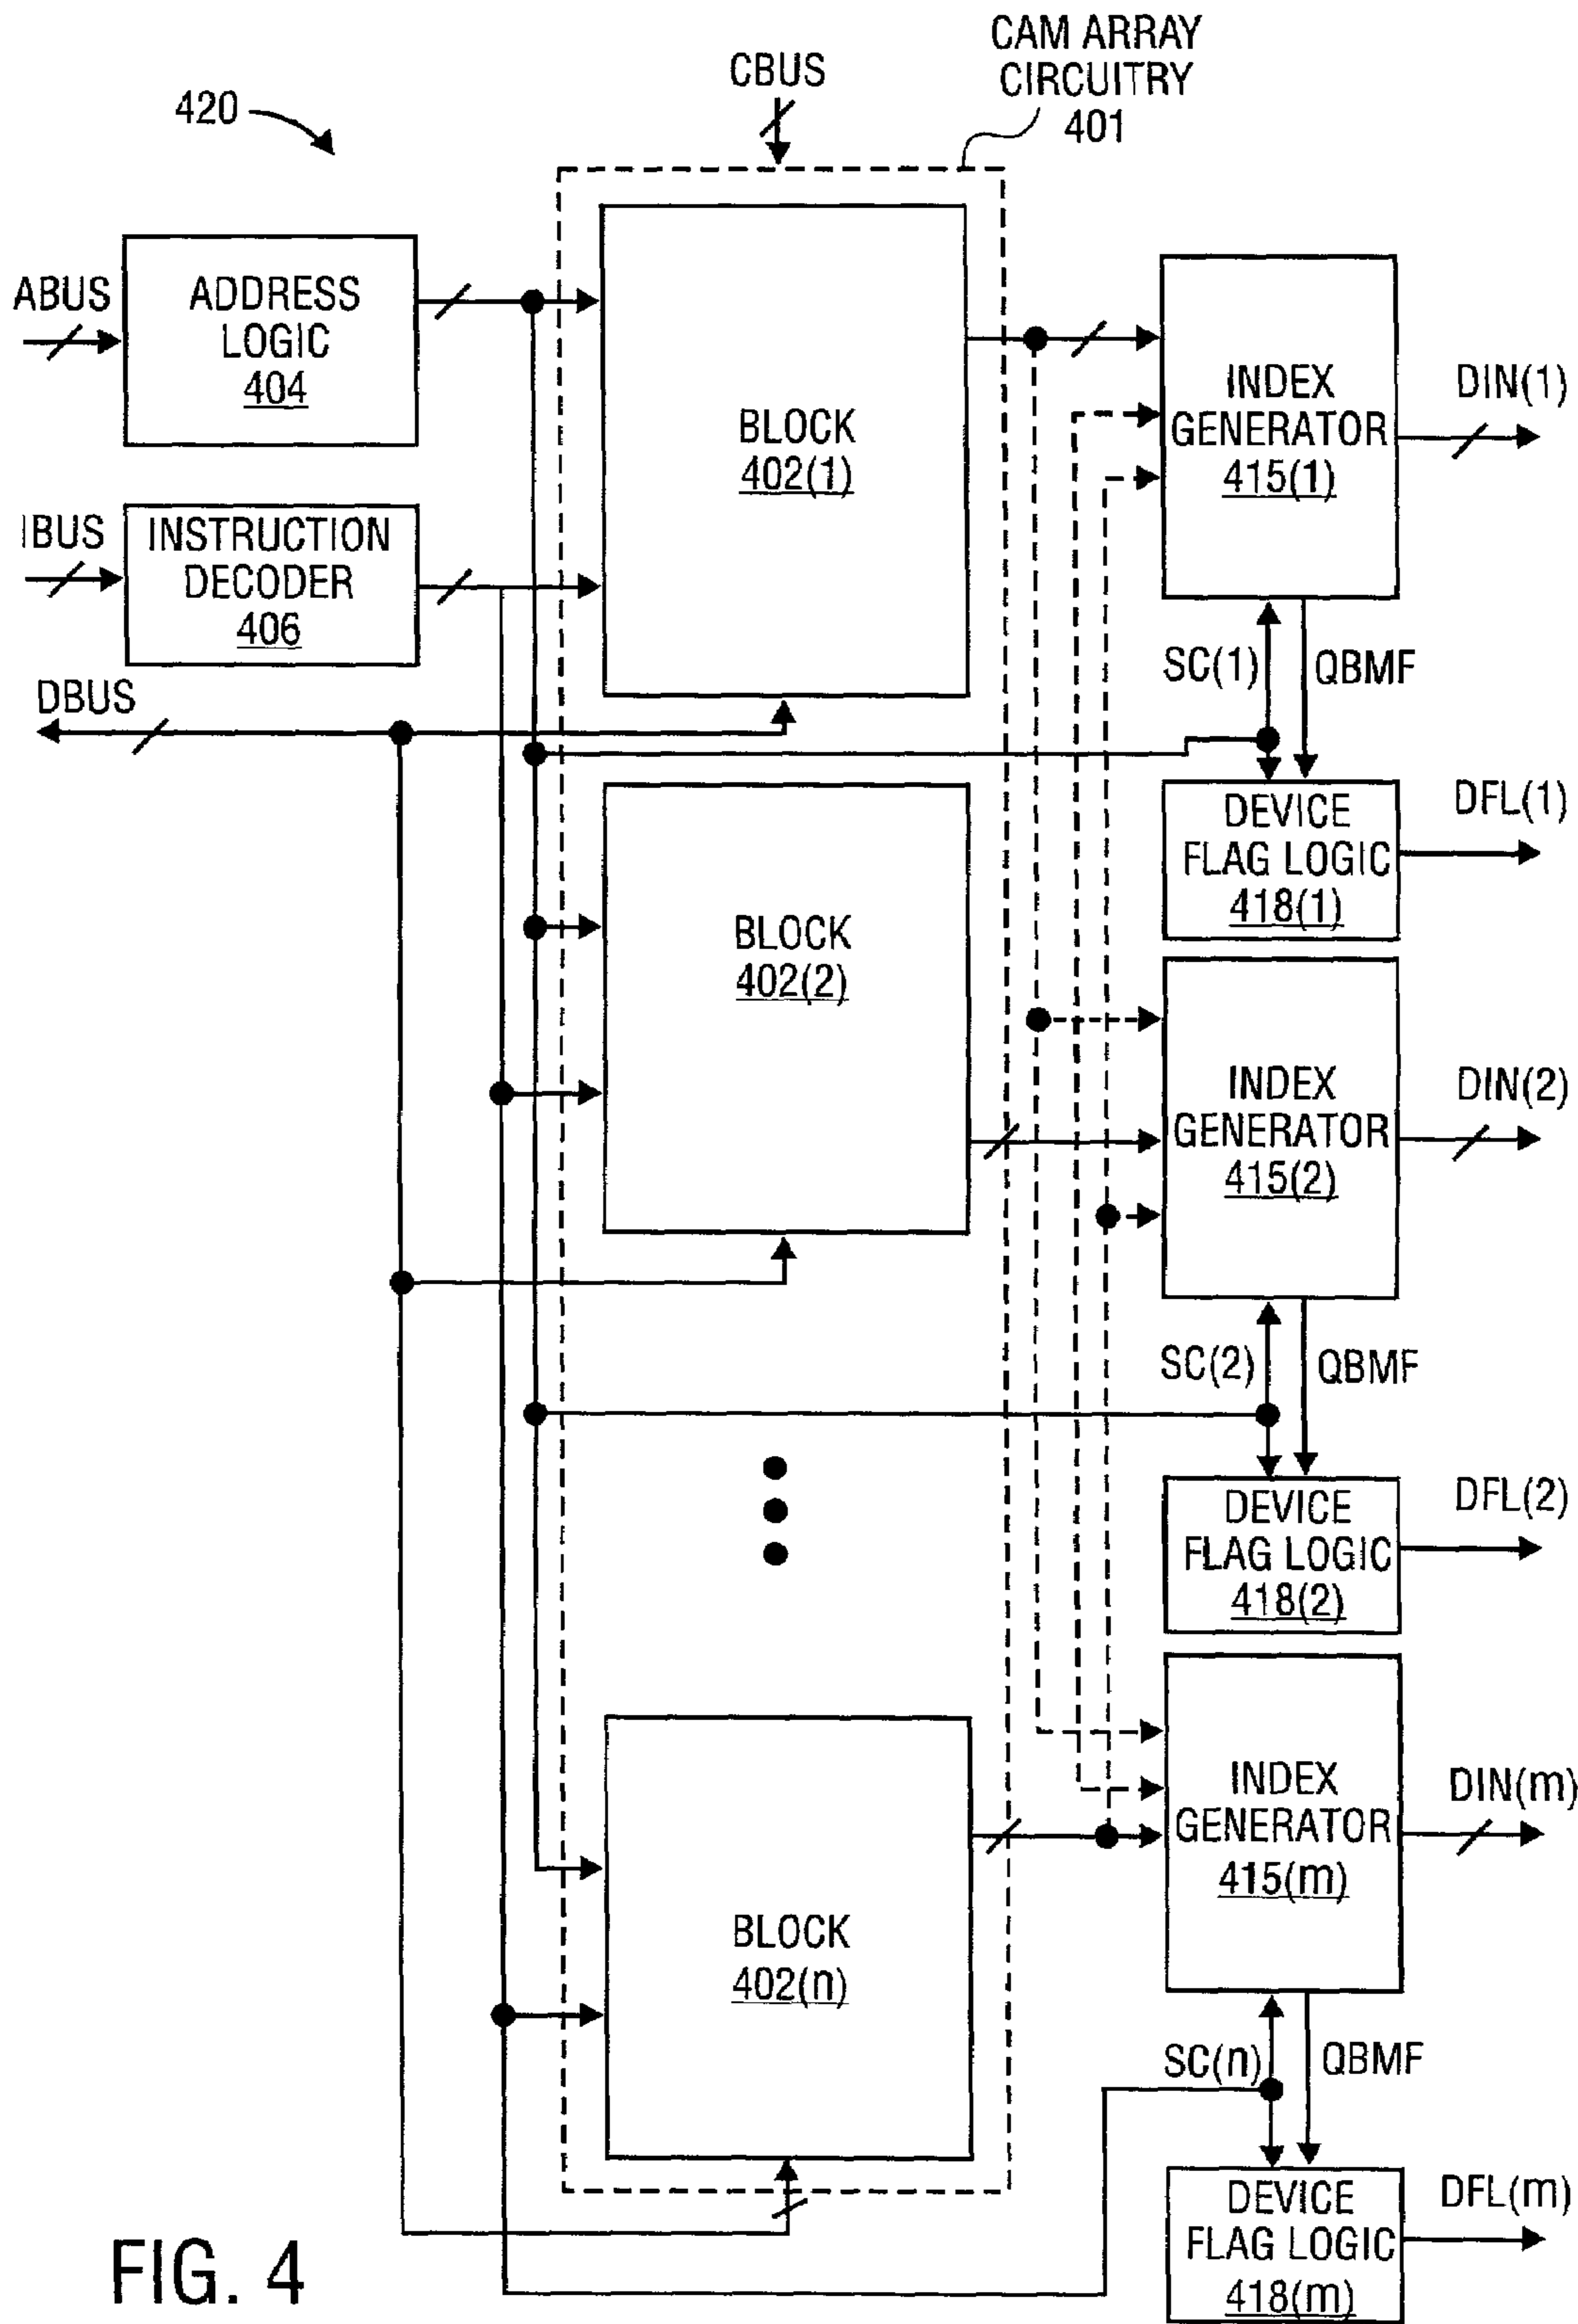 CAM ARRAY
CIRCUITRY
401
CBUS
420
ABUS
ADDRESS
LOGIC
404
BLOCK
402(1)
INDEX
GENERATOR
415(1)
DIN(1)
IBUS
INSTRUCTION
DECODER
406
DBUS
SC(1)
QBMF
DEVICE
FLAG LOGIC
418(1)
DFL(1)
BLOCK
402(2)
INDEX
GENERATOR
415(2)
DIN(2)
SC(2)
QBMF
DEVICE
FLAG LOGIC
418(2)
DFL(2)
BLOCK
402(n)
INDEX
GENERATOR
415(m)
DIN(m)
SC(n)
QBMF
DEVICE
FLAG LOGIC
418(m)
DFL(m)
FIG. 4